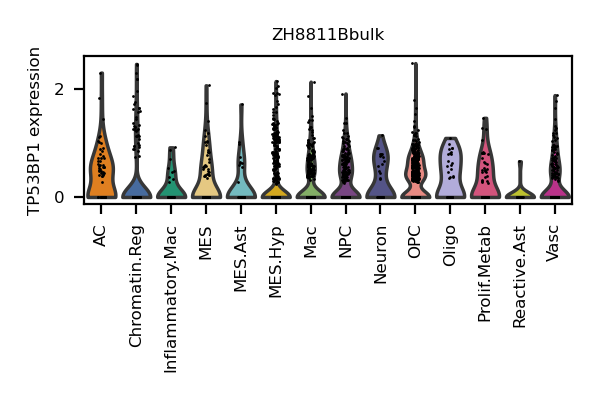 ZH8811Bbulk
TP53BP1 expression
2
0
AC
Chromatin.Reg
Inflammatory.Mac
MES
MES.Ast
MES.Hyp
Mac
NPC
Neuron
OPC
Oligo
Prolif.Metab
Reactive.Ast
Vasc